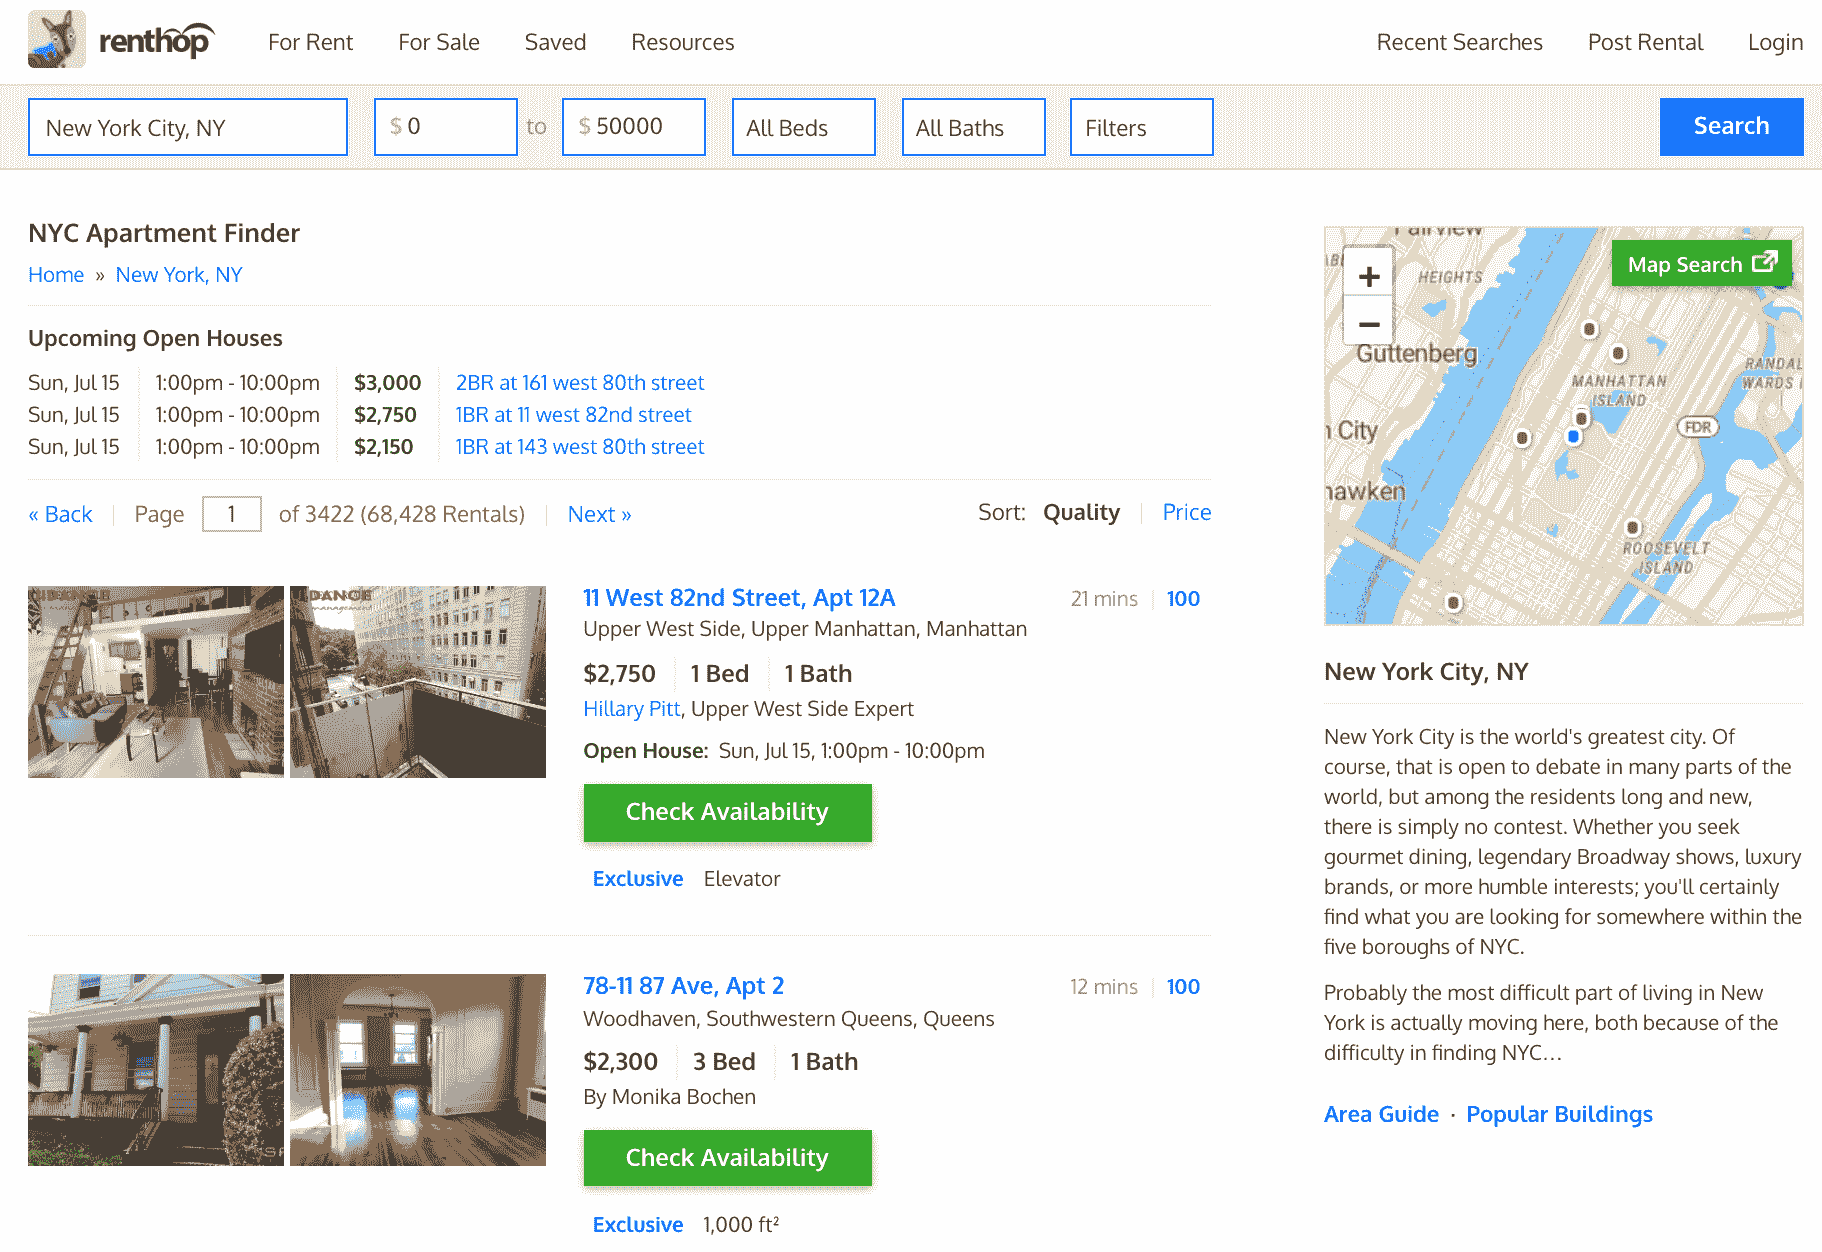 renthop For Rent For Sale Saved Resources Recent Searches Post Rental Login
New York City, NY $ 0 to $ 50000 All Beds All Baths Filters Search
NYC Apartment Finder
Home » New York, NY
Upcoming Open Houses
Sun, Jul 15 1:00pm - 10:00pm $3,000 2BR at 161 west 80th street
Sun, Jul 15 1:00pm - 10:00pm $2,750 1BR at 11 west 82nd street
Sun, Jul 15 1:00pm - 10:00pm $2,150 1BR at 143 west 80th street
« Back Page 1 of 3422 (68,428 Rentals) Next » Sort: Quality Price
11 West 82nd Street, Apt 12A 21 mins 100
Upper West Side, Upper Manhattan, Manhattan
$2,750 1 Bed 1 Bath
Hillary Pitt, Upper West Side Expert
Open House: Sun, Jul 15, 1:00pm - 10:00pm
Check Availability
Exclusive Elevator
78-11 87 Ave, Apt 2 12 mins 100
Woodhaven, Southwestern Queens, Queens
$2,300 3 Bed 1 Bath
By Monika Bochen
Check Availability
Exclusive 1,000 ft²
Fairview
Map Search
+
HEIGHTS
−
Guttenberg
MANHATTAN
ISLAND
FDR
City
ROOSEVELT
ISLAND
New York City, NY
New York City is the world's greatest city. Of
course, that is open to debate in many parts of the
world, but among the residents long and new,
there is simply no contest. Whether you seek
gourmet dining, legendary Broadway shows, luxury
brands, or more humble interests; you'll certainly
find what you are looking for somewhere within the
five boroughs of NYC.
Probably the most difficult part of living in New
York is actually moving here, both because of the
difficulty in finding NYC...
Area Guide · Popular Buildings